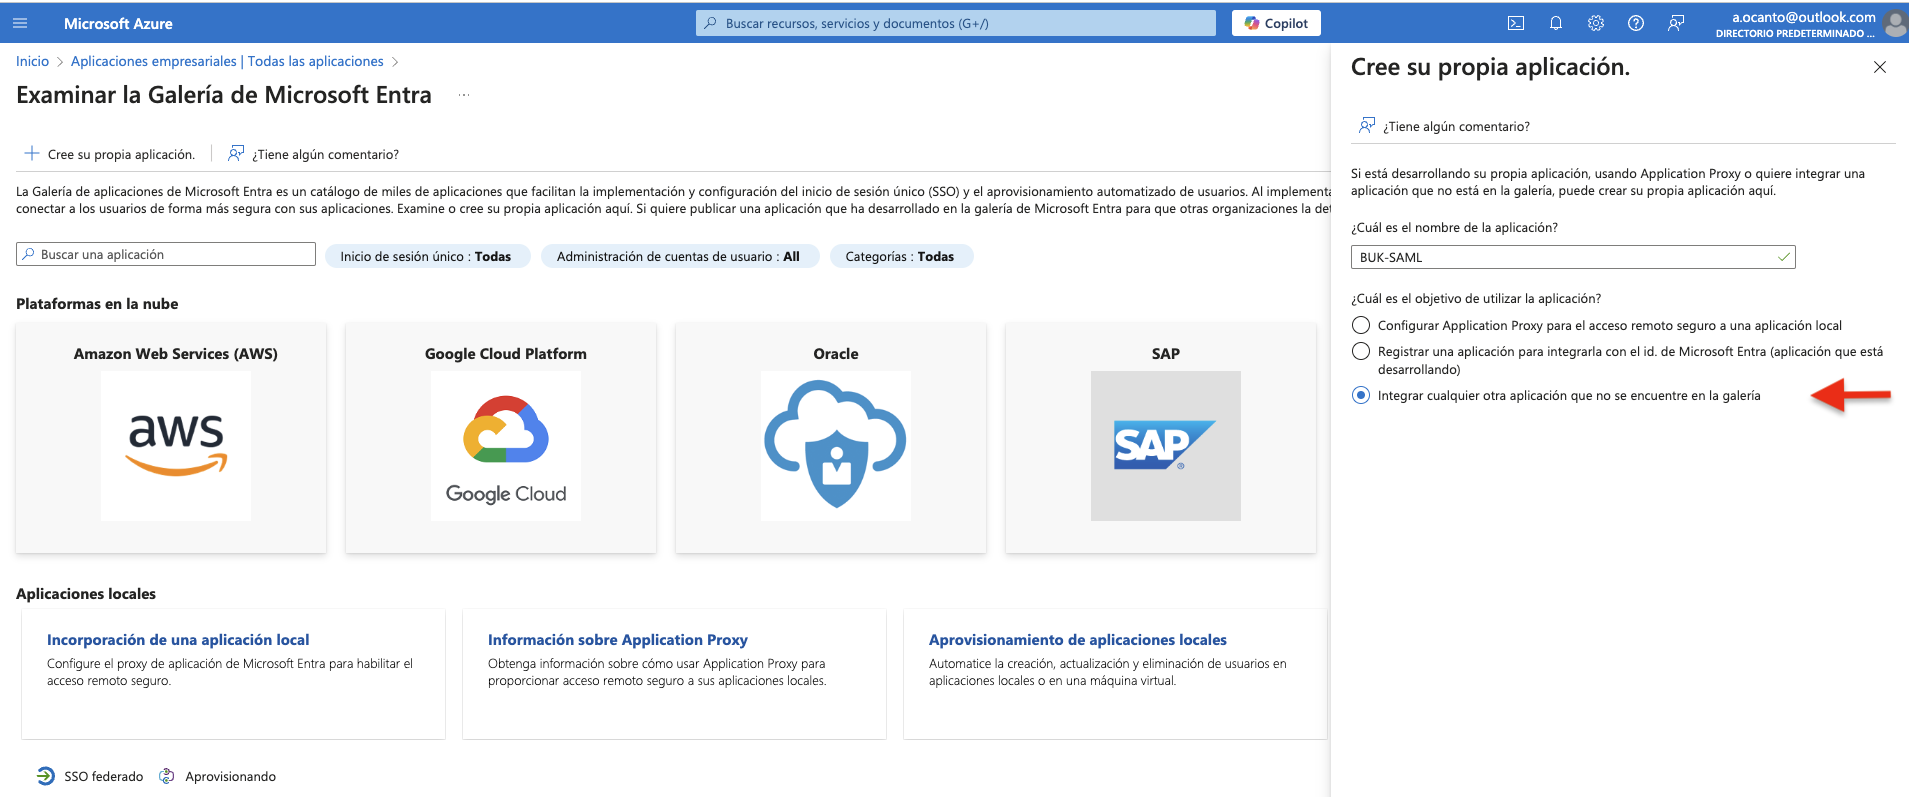 Microsoft Azure
Buscar recursos, servicios y documentos (G+/)
Copilot
a.ocanto@outlook.com
DIRECTORIO PREDETERMINADO ...
Inicio > Aplicaciones empresariales | Todas las aplicaciones >
Examinar la Galería de Microsoft Entra ...
Cree su propia aplicación.
¿Tiene algún comentario?
La Galería de aplicaciones de Microsoft Entra es un catálogo de miles de aplicaciones que facilitan la implementación y configuración del inicio de sesión único (SSO) y el aprovisionamiento automatizado de usuarios. Al implementa
conectar a los usuarios de forma más segura con sus aplicaciones. Examine o cree su propia aplicación aquí. Si quiere publicar una aplicación que ha desarrollado en la galería de Microsoft Entra para que otras organizaciones la det
Buscar una aplicación
Inicio de sesión único : Todas
Administración de cuentas de usuario : All
Categorías : Todas
Plataformas en la nube
Amazon Web Services (AWS)
aws
Google Cloud Platform
Google Cloud
Oracle
SAP
SAP®
Aplicaciones locales
Incorporación de una aplicación local
Configure el proxy de aplicación de Microsoft Entra para habilitar el
acceso remoto seguro.
Información sobre Application Proxy
Obtenga información sobre cómo usar Application Proxy para
proporcionar acceso remoto seguro a sus aplicaciones locales.
Aprovisionamiento de aplicaciones locales
Automatice la creación, actualización y eliminación de usuarios en
aplicaciones locales o en una máquina virtual.
SSO federado
Aprovisionando
Cree su propia aplicación.
¿Tiene algún comentario?
Si está desarrollando su propia aplicación, usando Application Proxy o quiere integrar una
aplicación que no está en la galería, puede crear su propia aplicación aquí.
¿Cuál es el nombre de la aplicación?
BUK-SAML
¿Cuál es el objetivo de utilizar la aplicación?
Configurar Application Proxy para el acceso remoto seguro a una aplicación local
Registrar una aplicación para integrarla con el id. de Microsoft Entra (aplicación que está
desarrollando)
Integrar cualquier otra aplicación que no se encuentre en la galería